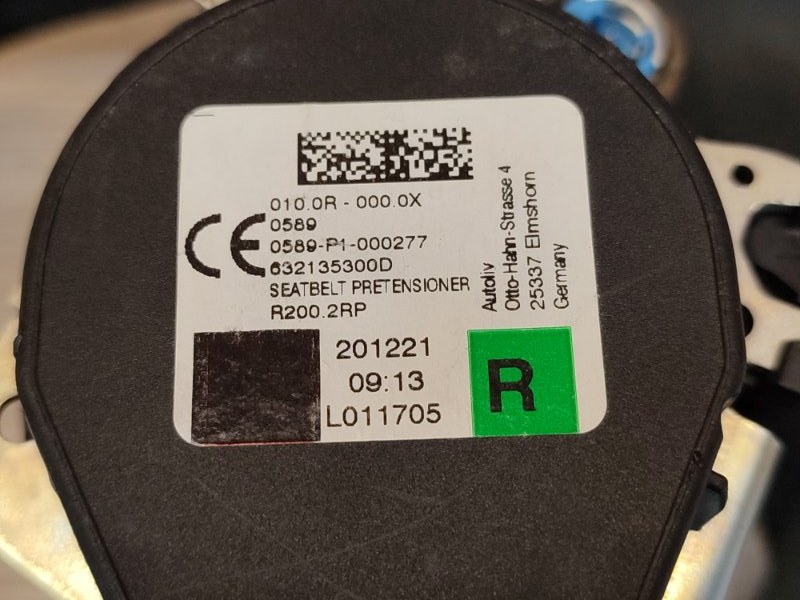 010.0R - 000.0X
CE
0589
0589-P1-000277
632135300D
SEATBELT PRETENSIONER
R200.2RP
Autoliv
Otto-Hahn-Strasse 4
25337 Elmshorn
Germany
201221
09:13
L011705
R